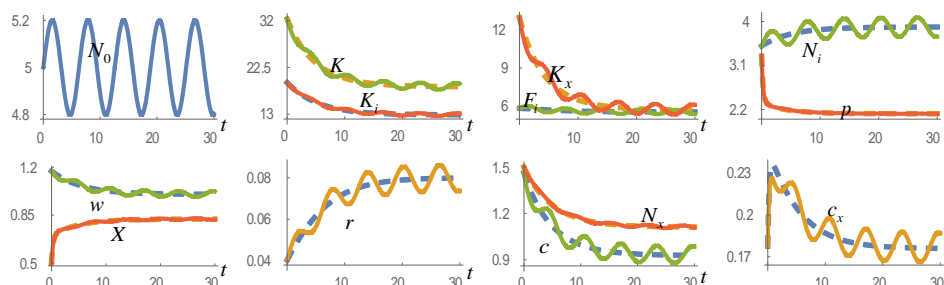 5.2
N0
5
4.8
0 10 20 30 t
32
K
22.5
Ki
13
0 10 20 30 t
12
Kx
9
Fi
6
0 10 20 30 t
4
Ni
3.1
2.2
p
0 10 20 30 t
1.2
w
0.85
X
0.5
0 10 20 30 t
0.08
0.06
r
0.04
0 10 20 30 t
1.5
Nx
1.2
c
0.9
0 10 20 30 t
0.23
cx
0.2
0.17
0 10 20 30 t